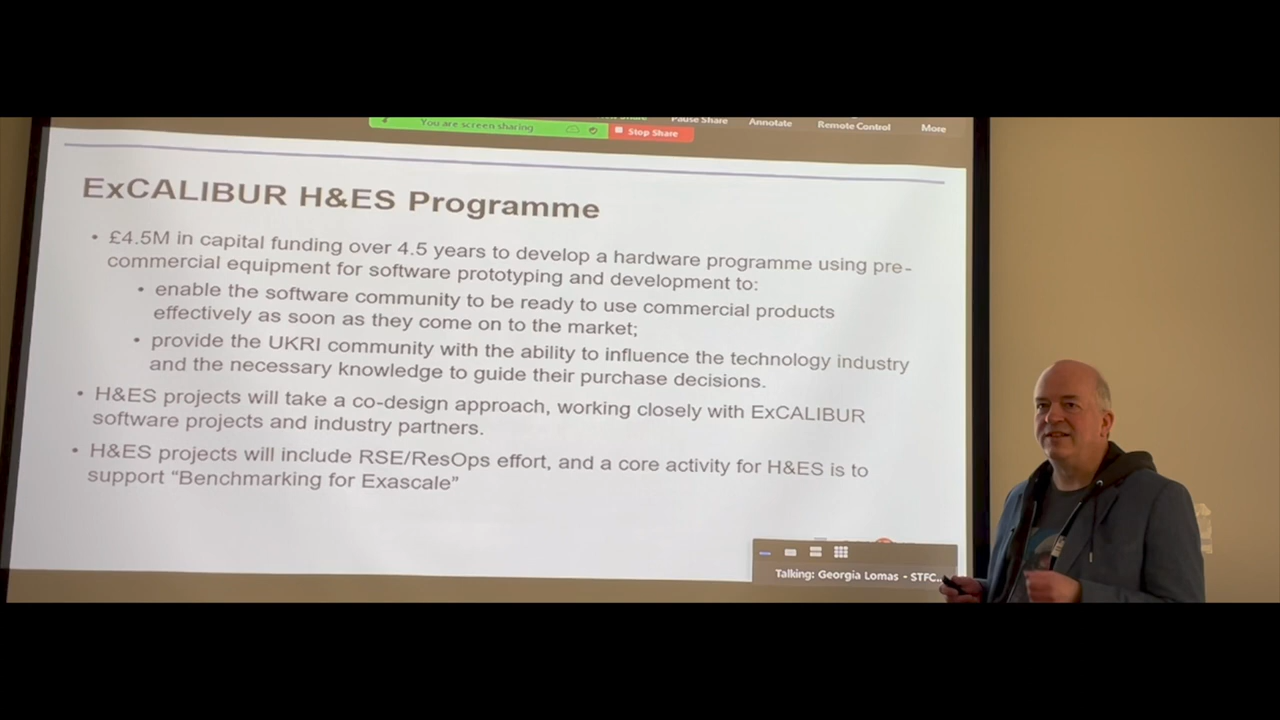 You are screen sharing
Stop Share
Pause Share
Annotate
Remote Control
More
ExCALIBUR H&ES Programme
• £4.5M in capital funding over 4.5 years to develop a hardware programme using pre-
commercial equipment for software prototyping and development to:
• enable the software community to be ready to use commercial products
effectively as soon as they come on to the market;
• provide the UKRI community with the ability to influence the technology industry
and the necessary knowledge to guide their purchase decisions.
• H&ES projects will take a co-design approach, working closely with ExCALIBUR
software projects and industry partners.
• H&ES projects will include RSE/ResOps effort, and a core activity for H&ES is to
support “Benchmarking for Exascale”
Talking: Georgia Lomas - STFC...